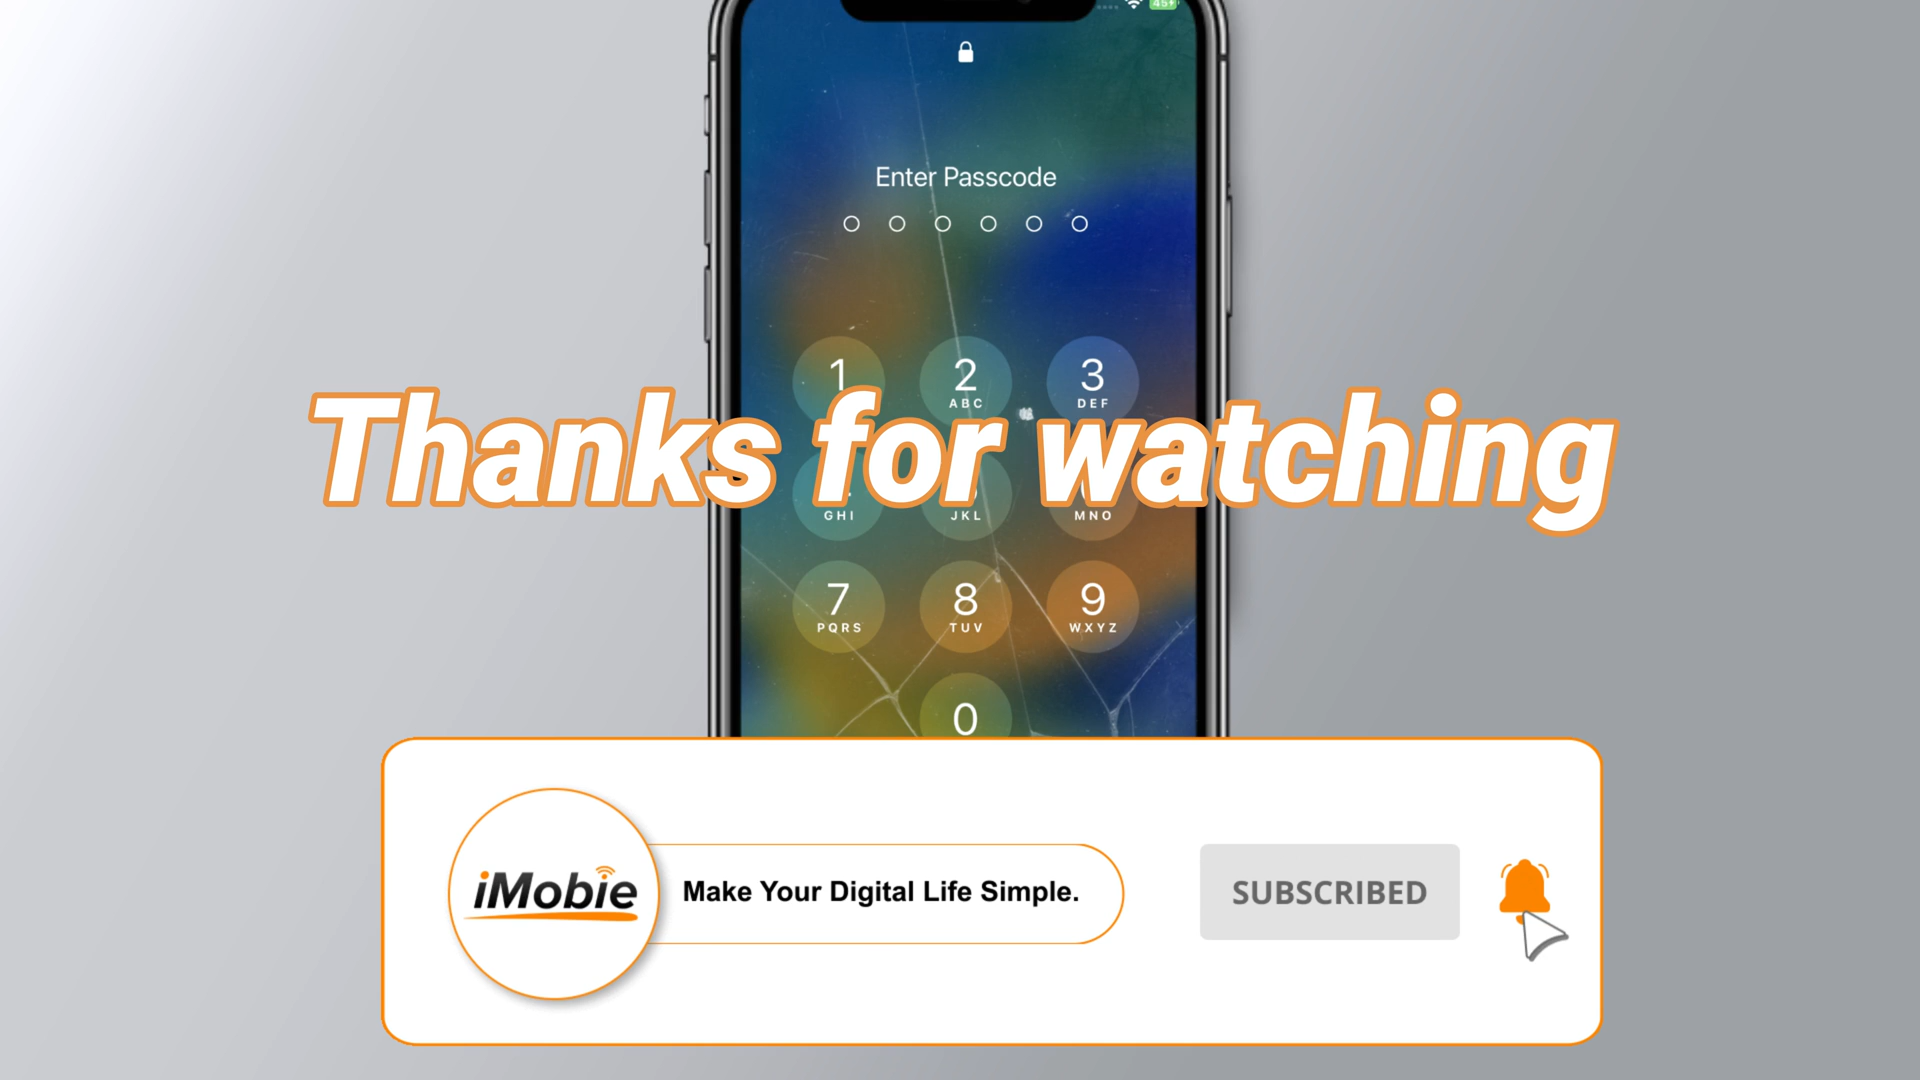 45
Enter Passcode
1 2 3
ABC DEF
Thanks for watching
GHI JKL MNO
7 8 9
PQRS TUV WXYZ
0
iMobie
Make Your Digital Life Simple.
SUBSCRIBED